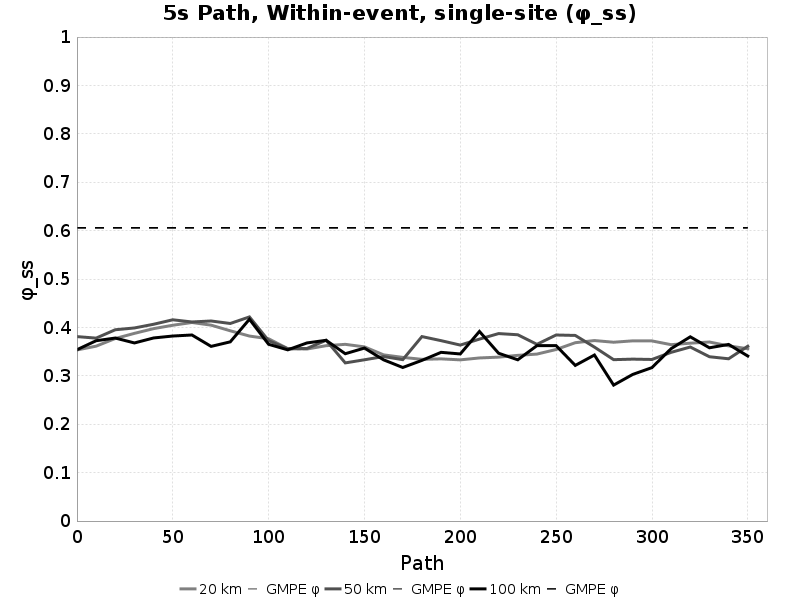 5s Path, Within-event, single-site (φ_ss)
1
0.9
0.8
0.7
0.6
0.5
0.4
0.3
0.2
0.1
0
φ_ss
0 50 100 150 200 250 300 350
Path
20 km GMPE φ 50 km GMPE φ 100 km GMPE φ